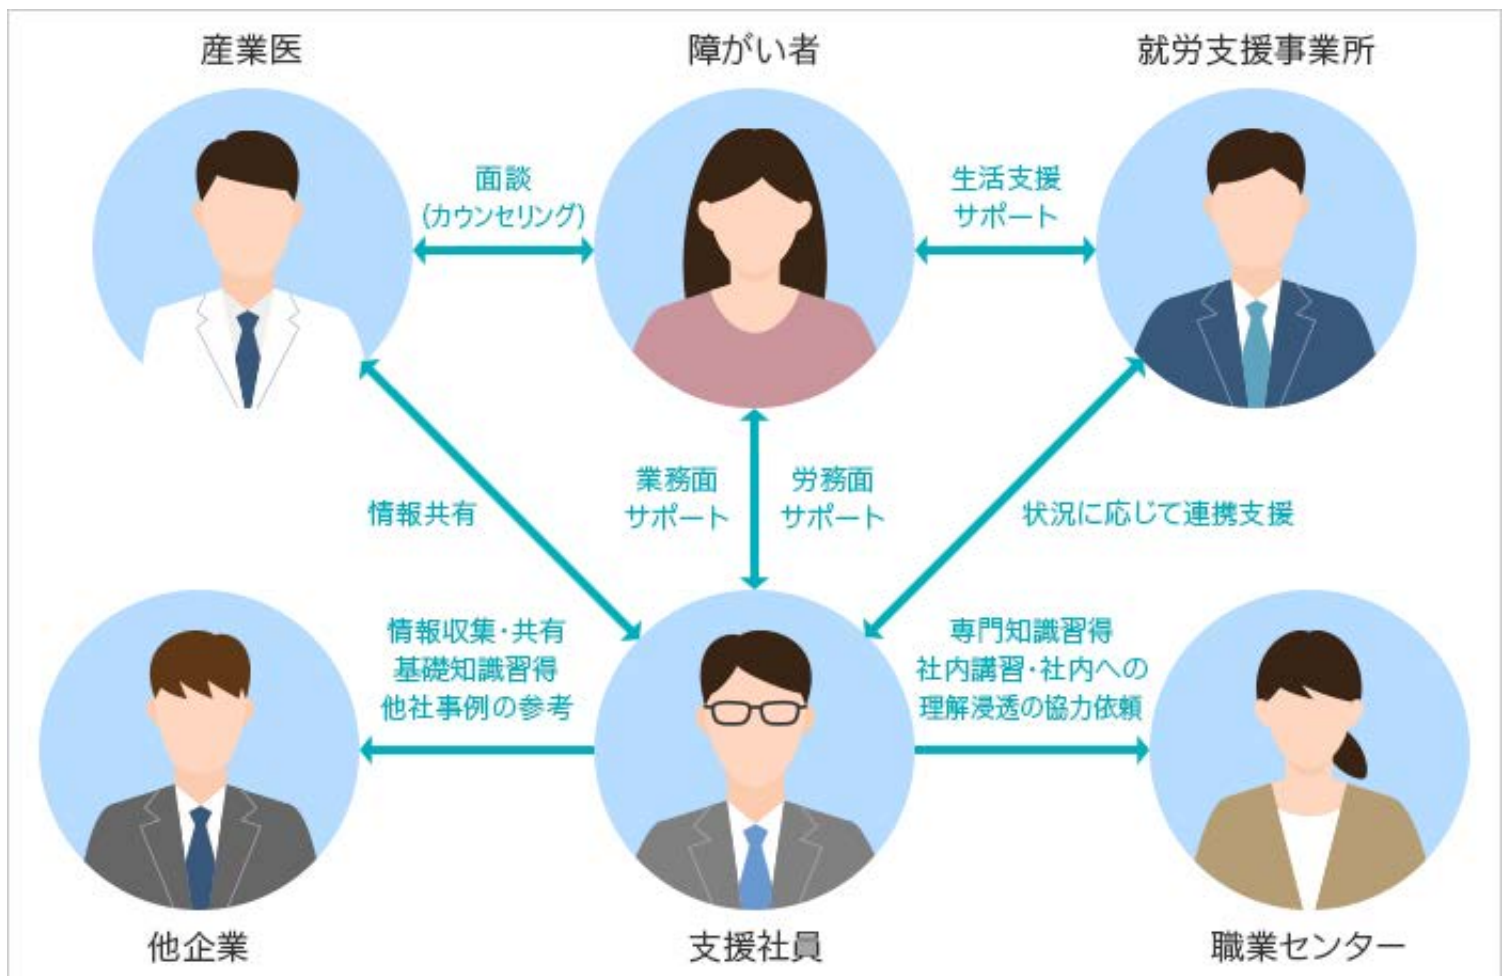 産業医
障がい者
就労支援事業所
面談
(カウンセリング)
生活支援
サポート
業務面
サポート
労務面
サポート
情報共有
状況に応じて連携支援
情報収集・共有
基礎知識習得
他社事例の参考
専門知識習得
社内講習・社内への
理解浸透の協力依頼
他企業
支援社員
職業センター